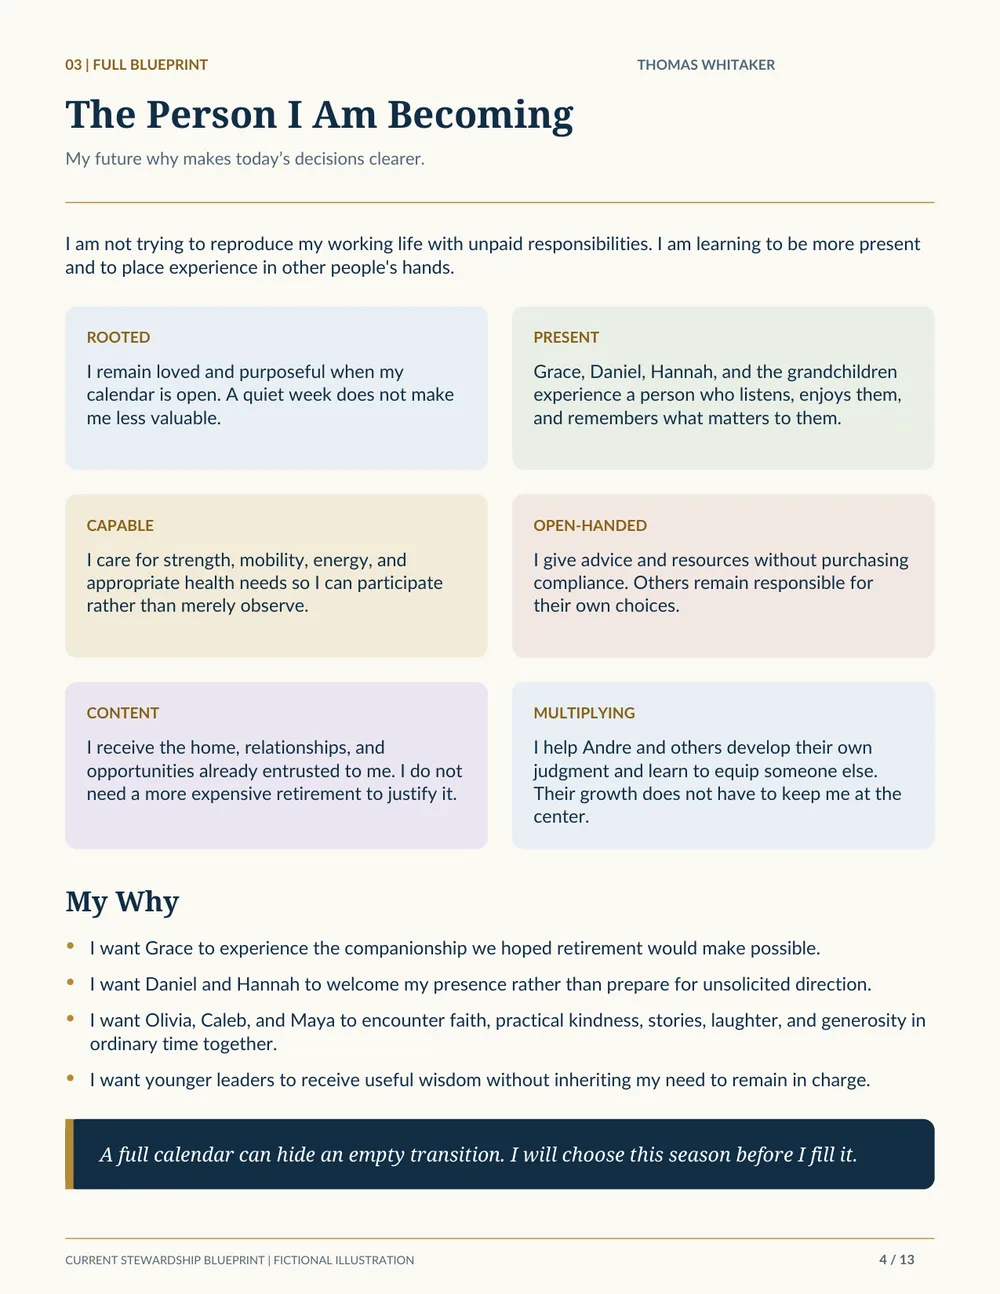 03 | FULL BLUEPRINT
THOMAS WHITAKER
The Person I Am Becoming
My future why makes today’s decisions clearer.
I am not trying to reproduce my working life with unpaid responsibilities. I am learning to be more present
and to place experience in other people's hands.
ROOTED
I remain loved and purposeful when my
calendar is open. A quiet week does not make
me less valuable.
PRESENT
Grace, Daniel, Hannah, and the grandchildren
experience a person who listens, enjoys them,
and remembers what matters to them.
CAPABLE
I care for strength, mobility, energy, and
appropriate health needs so I can participate
rather than merely observe.
OPEN-HANDED
I give advice and resources without purchasing
compliance. Others remain responsible for
their own choices.
CONTENT
I receive the home, relationships, and
opportunities already entrusted to me. I do not
need a more expensive retirement to justify it.
MULTIPLYING
I help Andre and others develop their own
judgment and learn to equip someone else.
Their growth does not have to keep me at the
center.
My Why
• I want Grace to experience the companionship we hoped retirement would make possible.
• I want Daniel and Hannah to welcome my presence rather than prepare for unsolicited direction.
• I want Olivia, Caleb, and Maya to encounter faith, practical kindness, stories, laughter, and generosity in
ordinary time together.
• I want younger leaders to receive useful wisdom without inheriting my need to remain in charge.
A full calendar can hide an empty transition. I will choose this season before I fill it.
CURRENT STEWARDSHIP BLUEPRINT | FICTIONAL ILLUSTRATION
4 / 13